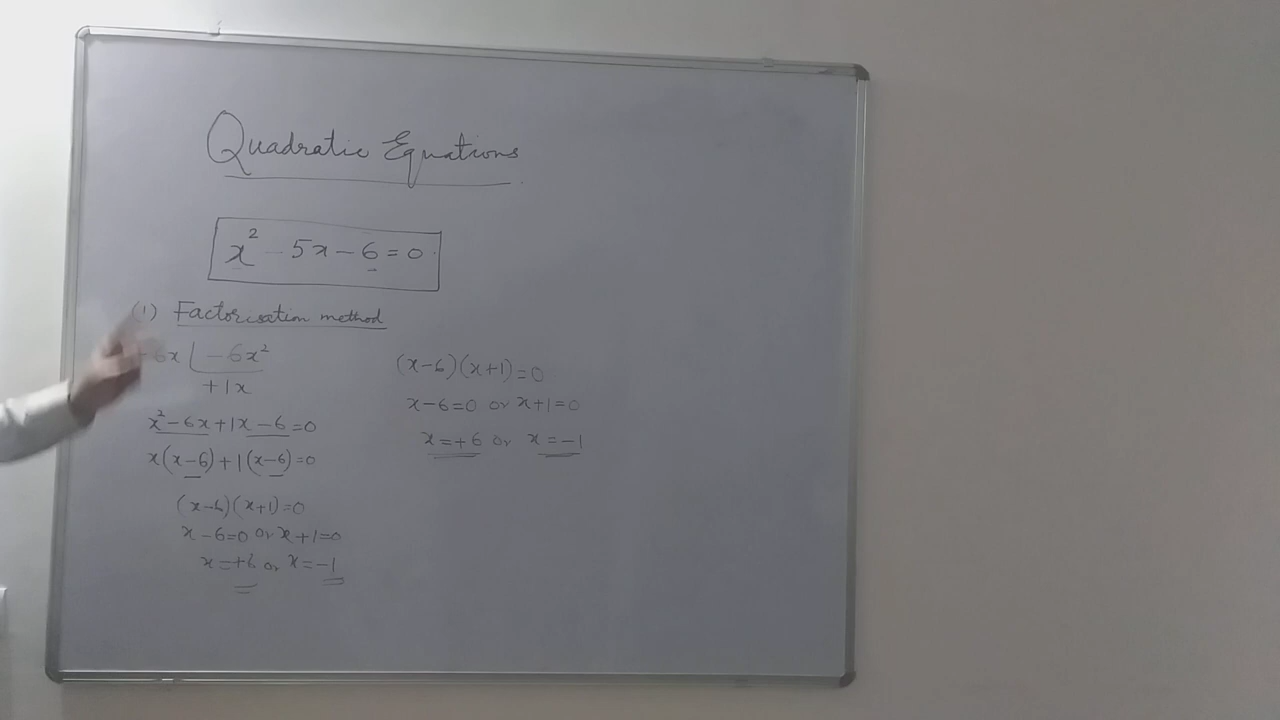 Quadratic Equations
x² - 5x - 6 = 0
(1) Factorisation method
6x | -6x²
+1x
x² - 6x + 1x - 6 = 0
x(x-6) + 1(x-6) = 0
(x-6)(x+1) = 0
x-6=0 or x+1=0
x=+6 or x=-1
(x-6)(x+1)=0
x-6=0 or x+1=0
x=+6 or x=-1